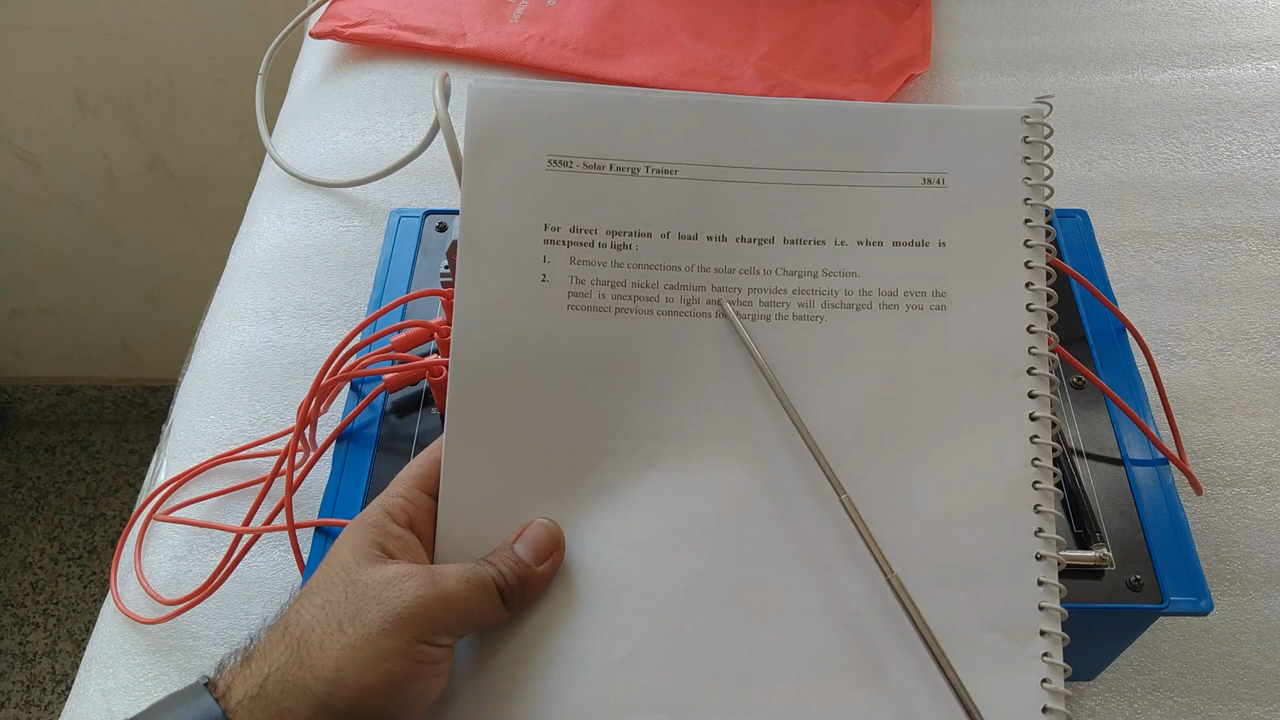 55502 - Solar Energy Trainer 38/41
For direct operation of load with charged batteries i.e. when module is
unexposed to light :
1. Remove the connections of the solar cells to Charging Section.
2. The charged nickel cadmium battery provides electricity to the load even the
panel is unexposed to light and when battery will discharged then you can
reconnect previous connections for charging the battery.